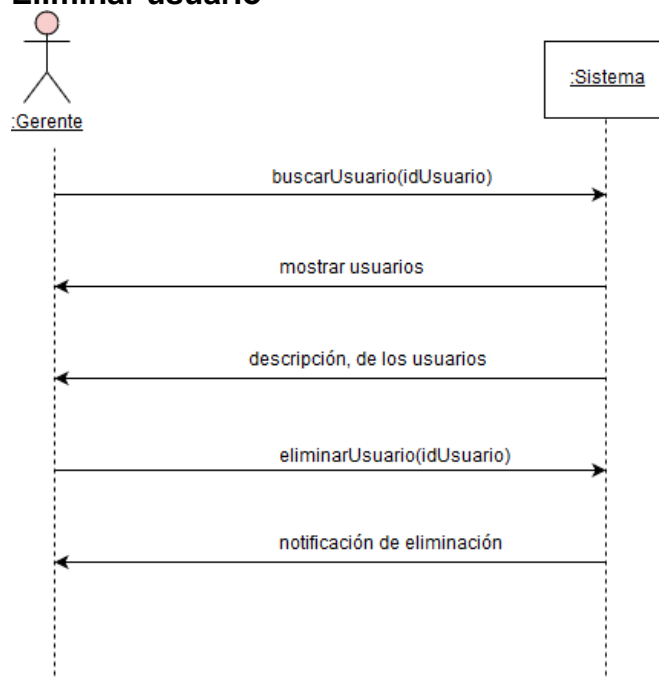 Eliminar usuario
:Sistema
:Gerente
buscarUsuario(idUsuario)
mostrar usuarios
descripción, de los usuarios
eliminarUsuario(idUsuario)
notificación de eliminación